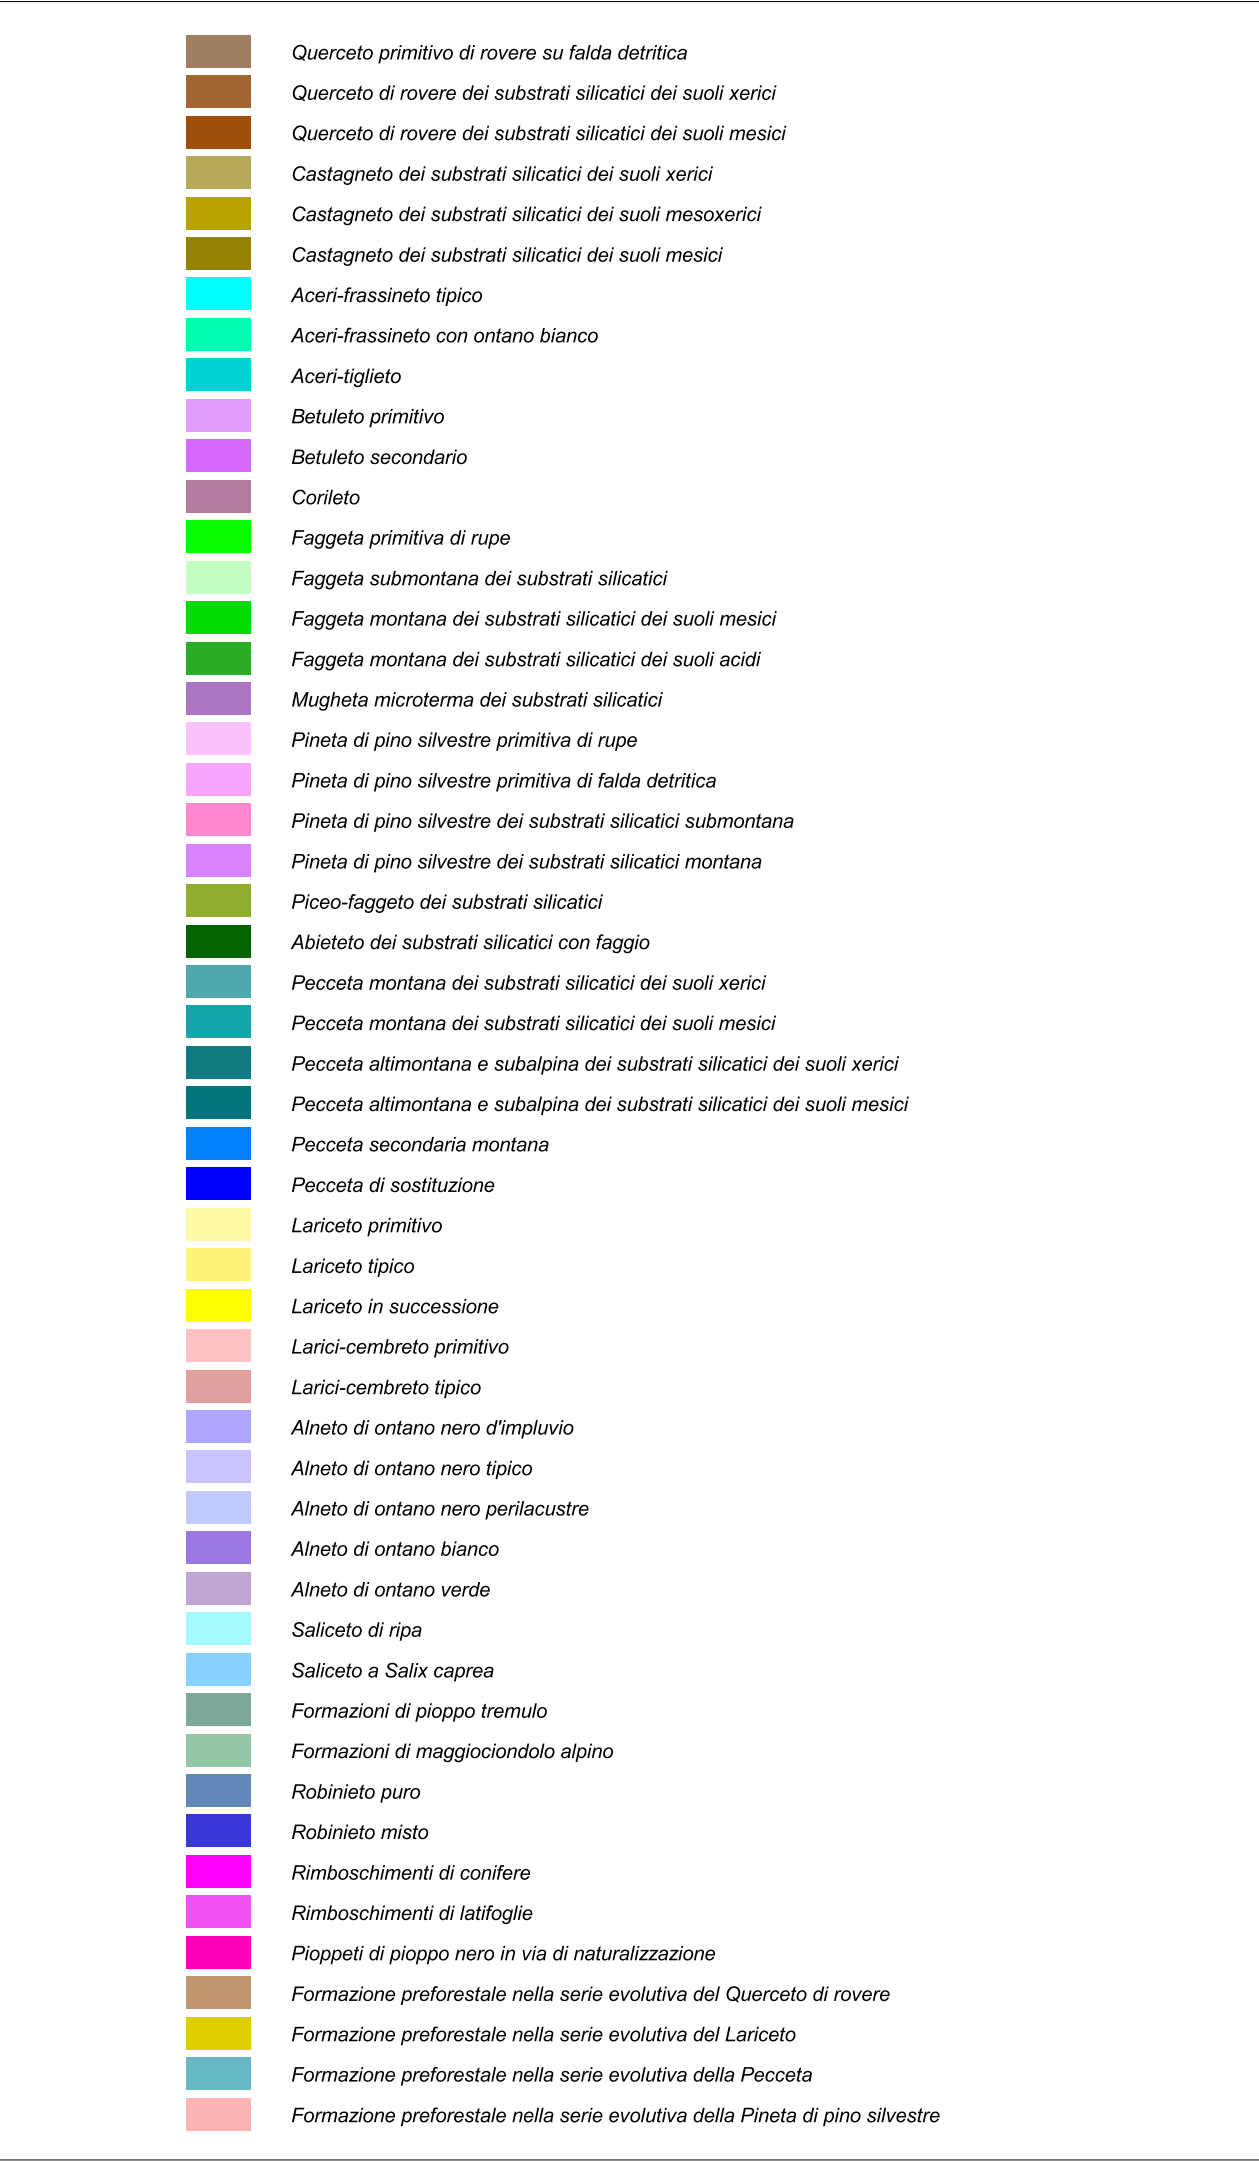 Querceto primitivo di rovere su falda detritica
Querceto di rovere dei substrati silicatici dei suoli xerici
Querceto di rovere dei substrati silicatici dei suoli mesici
Castagneto dei substrati silicatici dei suoli xerici
Castagneto dei substrati silicatici dei suoli mesoxerici
Castagneto dei substrati silicatici dei suoli mesici
Aceri-frassineto tipico
Aceri-frassineto con ontano bianco
Aceri-tiglieto
Betuleto primitivo
Betuleto secondario
Corileto
Faggeta primitiva di rupe
Faggeta submontana dei substrati silicatici
Faggeta montana dei substrati silicatici dei suoli mesici
Faggeta montana dei substrati silicatici dei suoli acidi
Mugheta microterma dei substrati silicatici
Pineta di pino silvestre primitiva di rupe
Pineta di pino silvestre primitiva di falda detritica
Pineta di pino silvestre dei substrati silicatici submontana
Pineta di pino silvestre dei substrati silicatici montana
Piceo-faggeto dei substrati silicatici
Abieteto dei substrati silicatici con faggio
Pecceta montana dei substrati silicatici dei suoli xerici
Pecceta montana dei substrati silicatici dei suoli mesici
Pecceta altimontana e subalpina dei substrati silicatici dei suoli xerici
Pecceta altimontana e subalpina dei substrati silicatici dei suoli mesici
Pecceta secondaria montana
Pecceta di sostituzione
Lariceto primitivo
Lariceto tipico
Lariceto in successione
Larici-cembreto primitivo
Larici-cembreto tipico
Alneto di ontano nero d'impluvio
Alneto di ontano nero tipico
Alneto di ontano nero perilacustre
Alneto di ontano bianco
Alneto di ontano verde
Saliceto di ripa
Saliceto a Salix caprea
Formazioni di pioppo tremulo
Formazioni di maggiociondolo alpino
Robinieto puro
Robinieto misto
Rimboschimenti di conifere
Rimboschimenti di latifoglie
Pioppeti di pioppo nero in via di naturalizzazione
Formazione preforestale nella serie evolutiva del Querceto di rovere
Formazione preforestale nella serie evolutiva del Lariceto
Formazione preforestale nella serie evolutiva della Pecceta
Formazione preforestale nella serie evolutiva della Pineta di pino silvestre